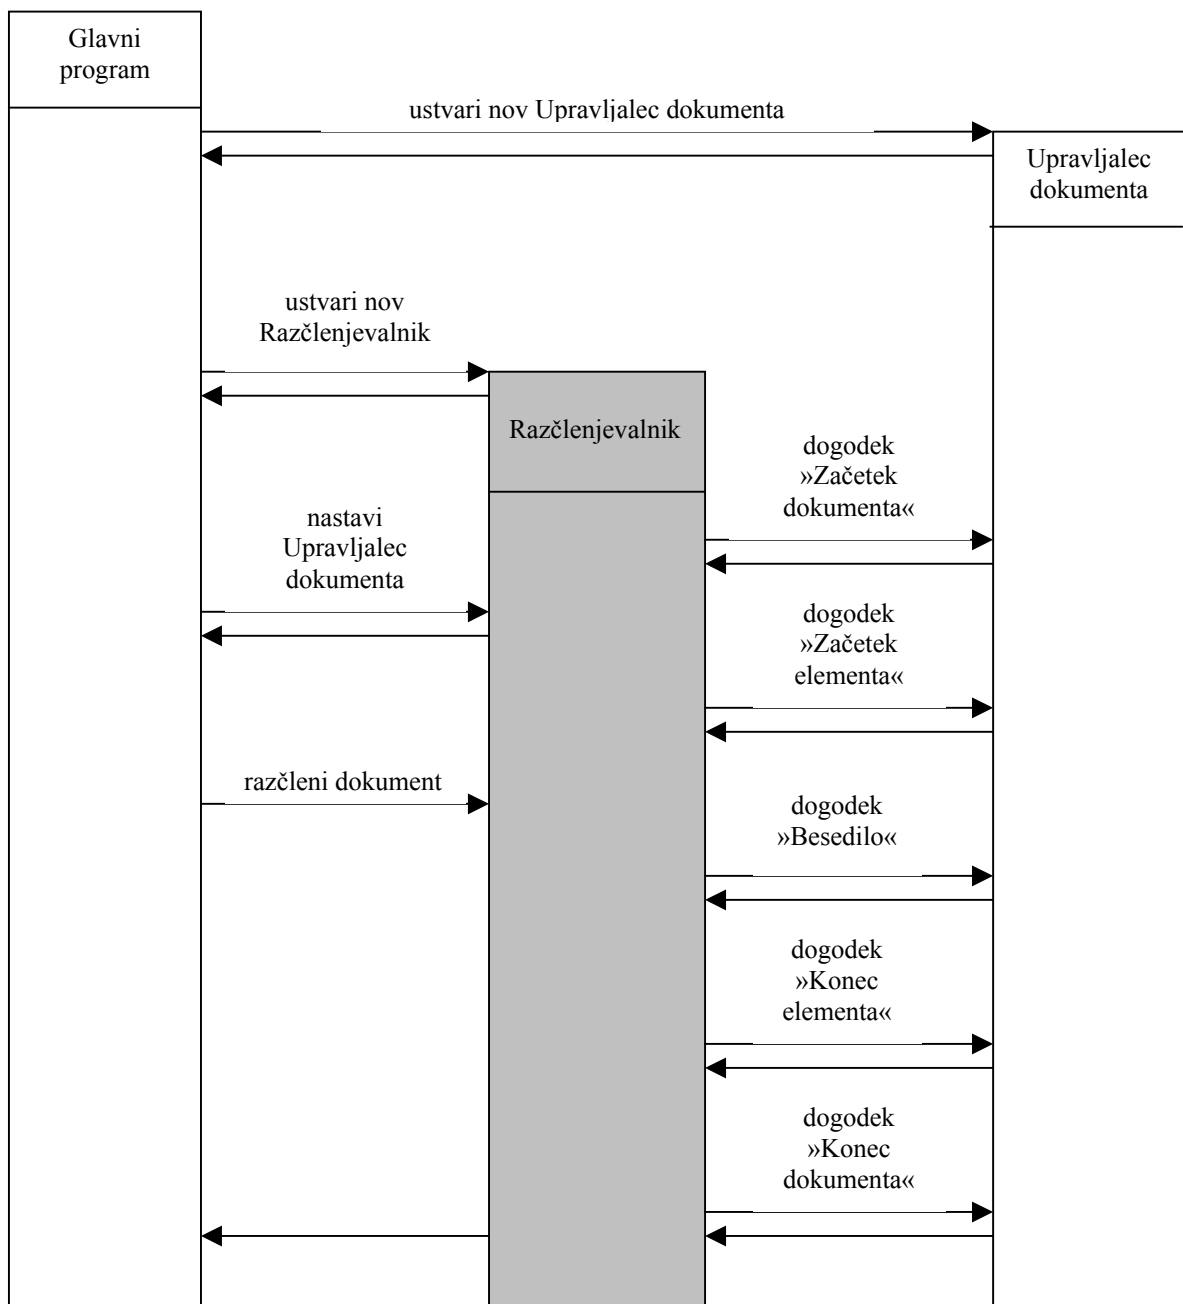 Glavni
program
ustvari nov Upravljalec dokumenta
Upravljalec
dokumenta
ustvari nov
Razčlenjevalnik
Razčlenjevalnik
dogodek
»Začetek
dokumenta«
nastavi
Upravljalec
dokumenta
dogodek
»Začetek
elementa«
razčleni dokument
dogodek
»Besedilo«
dogodek
»Konec
elementa«
dogodek
»Konec
dokumenta«